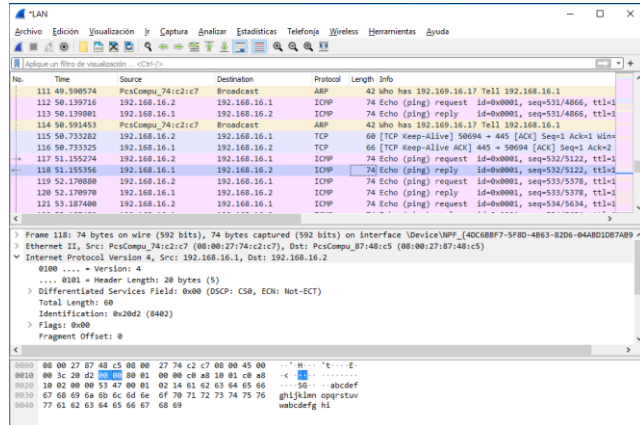 *LAN
Archivo Edición Visualización Ir Captura Analizar Estadísticas Telefonía Wireless Herramientas Ayuda
Aplique un filtro de visualización ... <Ctrl-/>
No. Time Source Destination Protocol Length Info
111 49.590574 PcsCompu_74:c2:c7 Broadcast ARP 42 Who has 192.169.16.1? Tell 192.168.16.1
112 50.139716 192.168.16.2 192.168.16.1 ICMP 74 Echo (ping) request id=0x0001, seq=531/4866, ttl=1
113 50.139801 192.168.16.1 192.168.16.2 ICMP 74 Echo (ping) reply id=0x0001, seq=531/4866, ttl=1
114 50.591453 PcsCompu_74:c2:c7 Broadcast ARP 42 Who has 192.169.16.1? Tell 192.168.16.1
115 50.733282 192.168.16.2 192.168.16.1 TCP 60 [TCP Keep-Alive] 50694 → 445 [ACK] Seq=1 Ack=1 Win=
116 50.733325 192.168.16.1 192.168.16.2 TCP 66 [TCP Keep-Alive ACK] 445 → 50694 [ACK] Seq=1 Ack=2
117 51.155274 192.168.16.2 192.168.16.1 ICMP 74 Echo (ping) request id=0x0001, seq=532/5122, ttl=1
118 51.155356 192.168.16.1 192.168.16.2 ICMP 74 Echo (ping) reply id=0x0001, seq=532/5122, ttl=1
119 52.170880 192.168.16.2 192.168.16.1 ICMP 74 Echo (ping) request id=0x0001, seq=533/5378, ttl=1
120 52.170970 192.168.16.1 192.168.16.2 ICMP 74 Echo (ping) reply id=0x0001, seq=533/5378, ttl=1
121 53.187400 192.168.16.2 192.168.16.1 ICMP 74 Echo (ping) request id=0x0001, seq=534/5634, ttl=1
Frame 118: 74 bytes on wire (592 bits), 74 bytes captured (592 bits) on interface \Device\NPF_{4DC6BBF7-5F8D-4B63-82D6-04ABD1DB7AB9
Ethernet II, Src: PcsCompu_74:c2:c7 (08:00:27:74:c2:c7), Dst: PcsCompu_87:48:c5 (08:00:27:87:48:c5)
Internet Protocol Version 4, Src: 192.168.16.1, Dst: 192.168.16.2
0100 .... = Version: 4
.... 0101 = Header Length: 20 bytes (5)
Differentiated Services Field: 0x00 (DSCP: CS0, ECN: Not-ECT)
Total Length: 60
Identification: 0x20d2 (8402)
Flags: 0x00
Fragment Offset: 0
0000 08 00 27 87 48 c5 08 00 27 74 c2 c7 08 00 45 00 ··'·H··· 't····E·
0010 00 3c 20 d2 00 00 80 01 00 00 c0 a8 10 01 c0 a8 ·< ·············
0020 10 02 00 00 53 47 00 01 02 14 61 62 63 64 65 66 ····SG·· ··abcdef
0030 67 68 69 6a 6b 6c 6d 6e 6f 70 71 72 73 74 75 76 ghijklmn opqrstuv
0040 77 61 62 63 64 65 66 67 68 69 wabcdefg hi